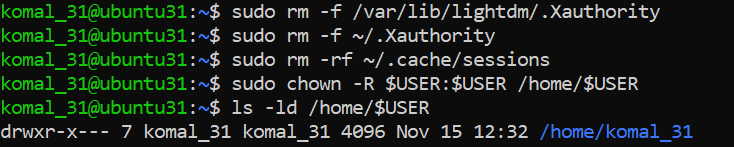 komal_31@ubuntu31:~$ sudo rm -f /var/lib/lightdm/.Xauthority
komal_31@ubuntu31:~$ sudo rm -f ~/.Xauthority
komal_31@ubuntu31:~$ sudo rm -rf ~/.cache/sessions
komal_31@ubuntu31:~$ sudo chown -R $USER:$USER /home/$USER
komal_31@ubuntu31:~$ ls -ld /home/$USER
drwxr-x--- 7 komal_31 komal_31 4096 Nov 15 12:32 /home/komal_31